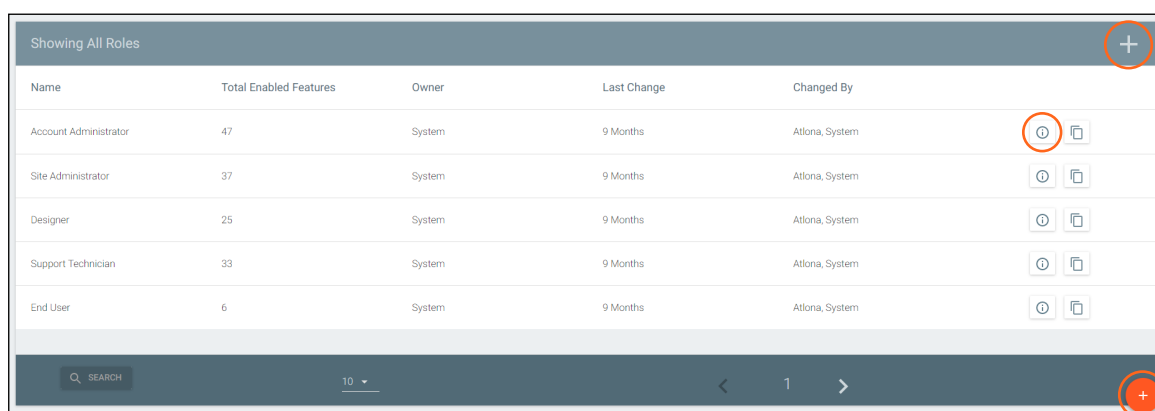 Showing All Roles
Name Total Enabled Features Owner Last Change Changed By
Account Administrator 47 System 9 Months Atlona, System
Site Administrator 37 System 9 Months Atlona, System
Designer 25 System 9 Months Atlona, System
Support Technician 33 System 9 Months Atlona, System
End User 6 System 9 Months Atlona, System
SEARCH 10 1